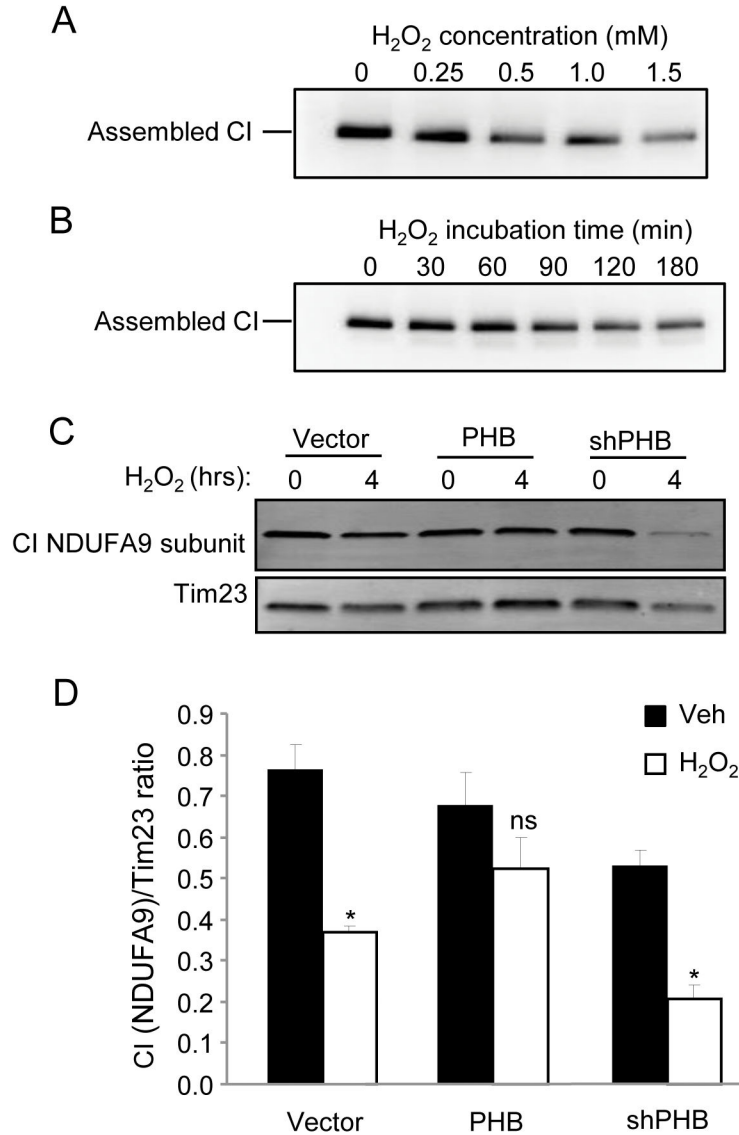 A
H₂O₂ concentration (mM)
0 0.25 0.5 1.0 1.5
Assembled CI
B
H₂O₂ incubation time (min)
0 30 60 90 120 180
Assembled CI
C
Vector PHB shPHB
H₂O₂ (hrs): 0 4 0 4 0 4
CI NDUFA9 subunit
Tim23
D
CI (NDUFA9)/Tim23 ratio
0.9
0.8
0.7
0.6
0.5
0.4
0.3
0.2
0.1
0.0
Veh
H₂O₂
*
ns
*
Vector PHB shPHB